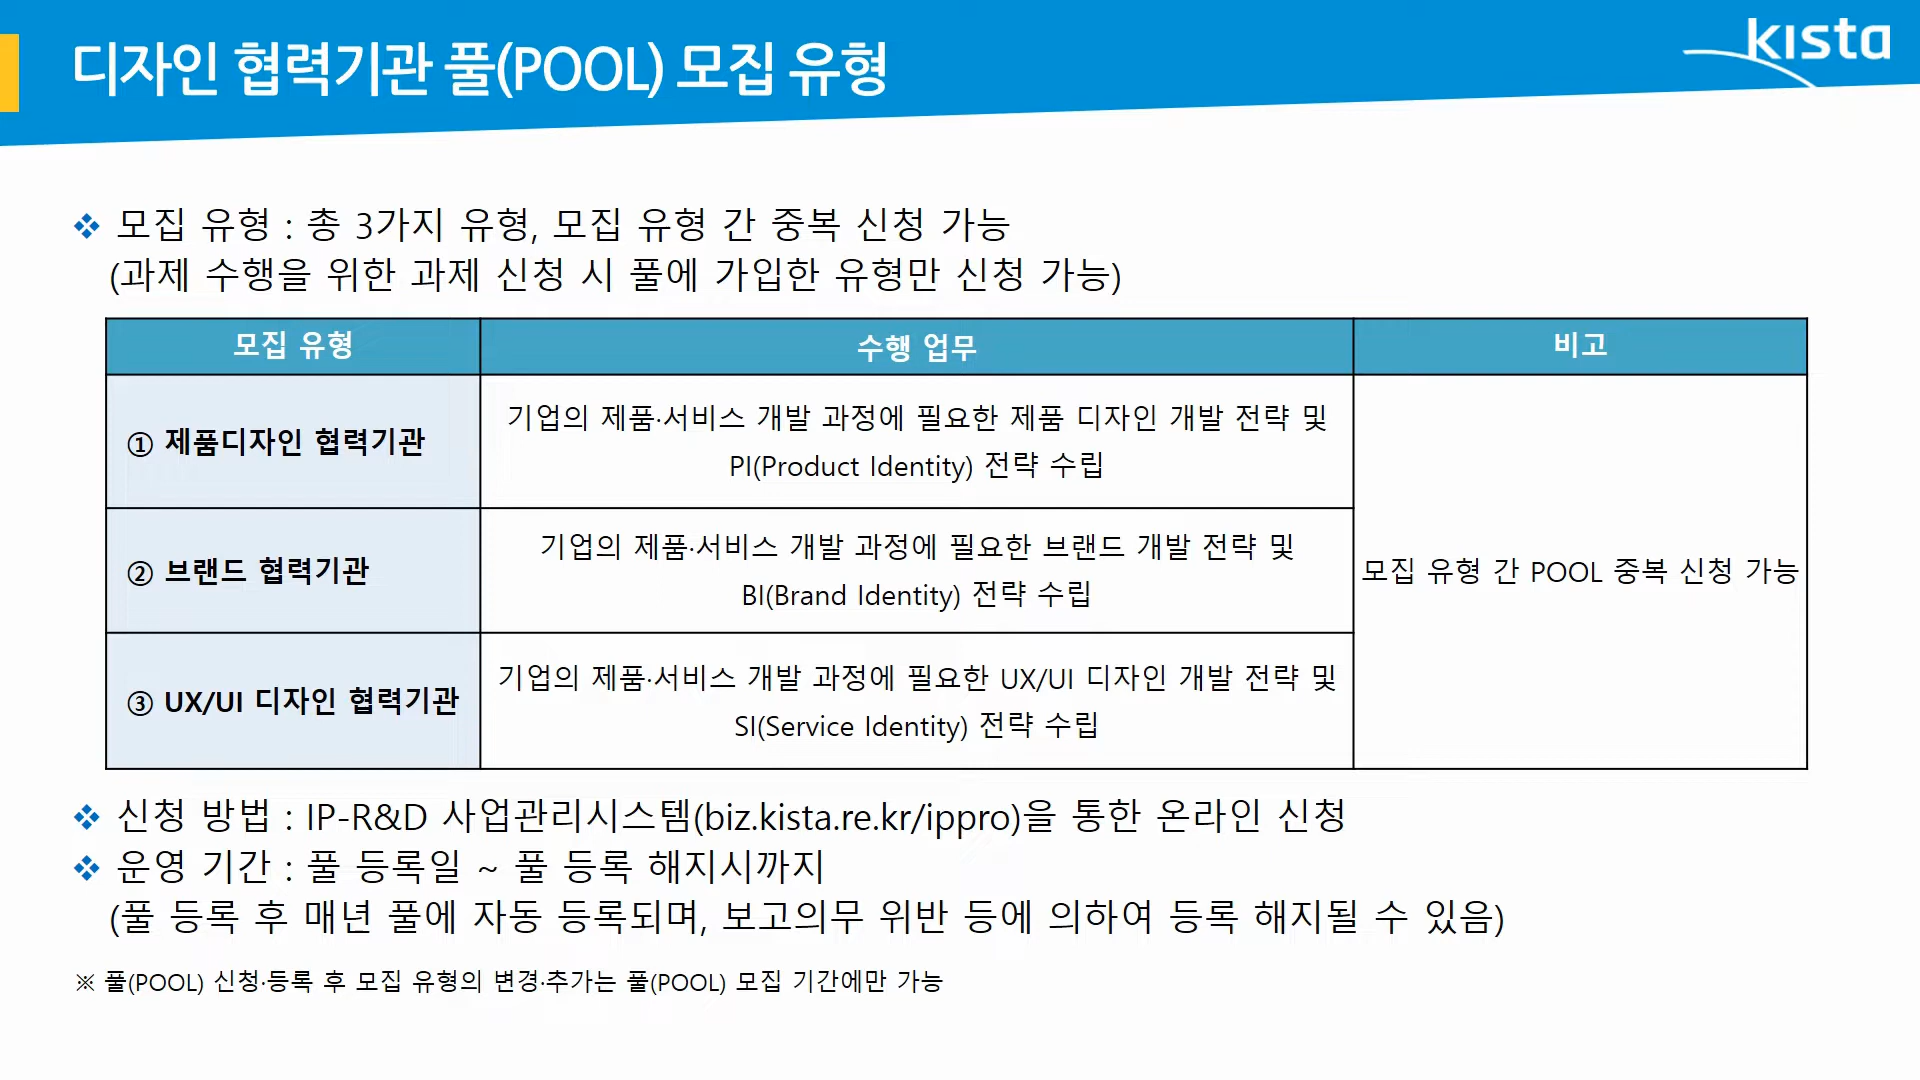 디자인 협력기관 풀(POOL) 모집 유형
kısta
❖ 모집 유형 : 총 3가지 유형, 모집 유형 간 중복 신청 가능
(과제 수행을 위한 과제 신청 시 풀에 가입한 유형만 신청 가능)
모집 유형
수행 업무
비고
① 제품디자인 협력기관
기업의 제품·서비스 개발 과정에 필요한 제품 디자인 개발 전략 및
PI(Product Identity) 전략 수립
② 브랜드 협력기관
기업의 제품·서비스 개발 과정에 필요한 브랜드 개발 전략 및
BI(Brand Identity) 전략 수립
모집 유형 간 POOL 중복 신청 가능
③ UX/UI 디자인 협력기관
기업의 제품·서비스 개발 과정에 필요한 UX/UI 디자인 개발 전략 및
SI(Service Identity) 전략 수립
❖ 신청 방법 : IP-R&D 사업관리시스템(biz.kista.re.kr/ippro)을 통한 온라인 신청
❖ 운영 기간 : 풀 등록일 ~ 풀 등록 해지시까지
(풀 등록 후 매년 풀에 자동 등록되며, 보고의무 위반 등에 의하여 등록 해지될 수 있음)
※ 풀(POOL) 신청·등록 후 모집 유형의 변경·추가는 풀(POOL) 모집 기간에만 가능